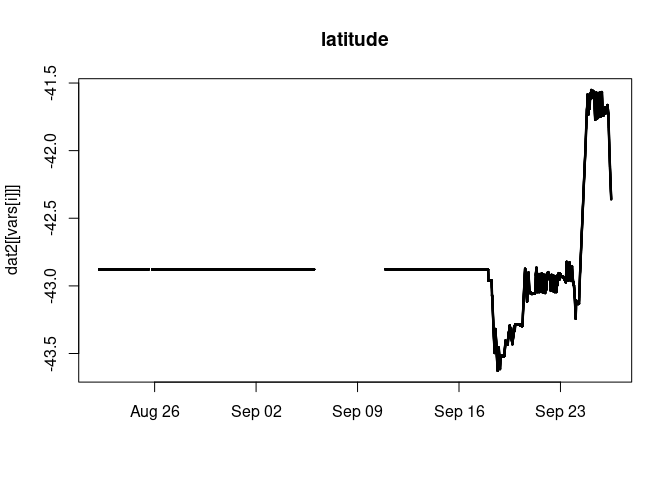 latitude
dat2[[vars[i]]]
-41.5
-42.0
-42.5
-43.0
-43.5
Aug 26
Sep 02
Sep 09
Sep 16
Sep 23